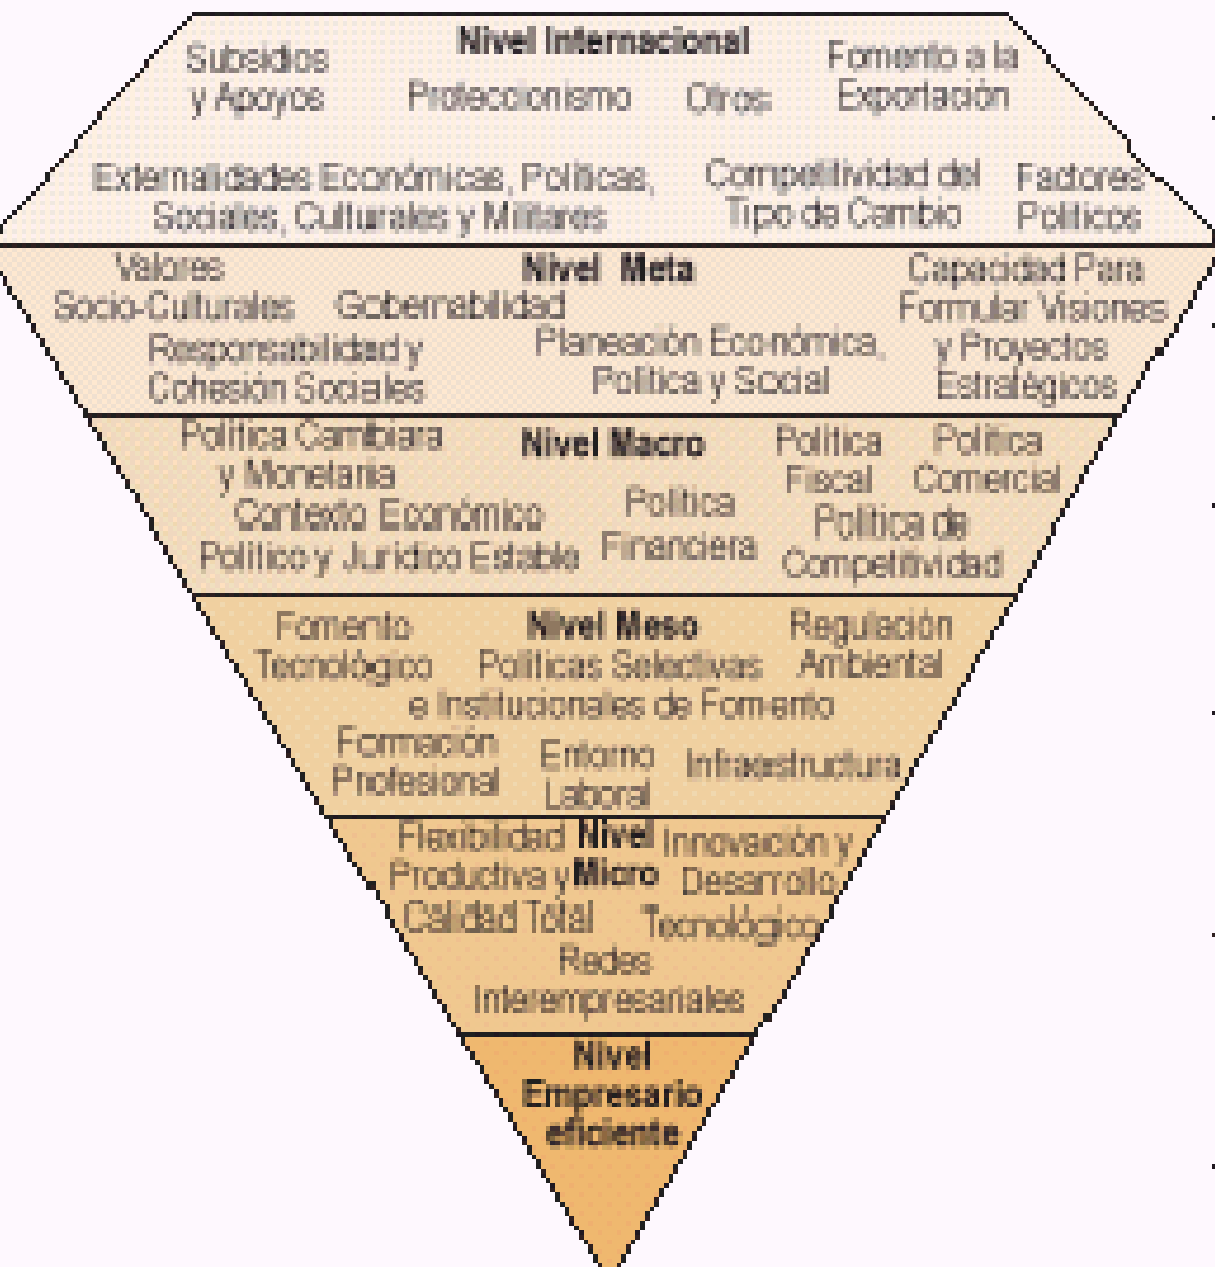 Nivel Internacional
Subsidios
y Apoyos
Proteccionismo
Otros
Fomento a la
Exportación
Externalidades Económicas, Políticas,
Sociales, Culturales y Militares
Competitividad del
Tipo de Cambio
Factores
Políticos
Nivel Meta
Valores
Socio-Culturales
Gobernabilidad
Capacidad Para
Formular Visiones
y Proyectos
Estratégicos
Responsabilidad y
Cohesión Sociales
Planeación Económica,
Política y Social
Nivel Macro
Política Cambiara
y Monetaria
Política
Fiscal
Política
Comercial
Contexto Económico
Político y Jurídico Estable
Política
Financiera
Política de
Competitividad
Nivel Meso
Fomento
Tecnológico
Políticas Selectivas
e Institucionales de Fomento
Regulación
Ambiental
Formación
Profesional
Entorno
Laboral
Infraestructura
Nivel
Micro
Flexibilidad
Productiva y
Calidad Total
Innovación y
Desarrollo
Tecnológico
Redes
Interempresariales
Nivel
Empresario
eficiente